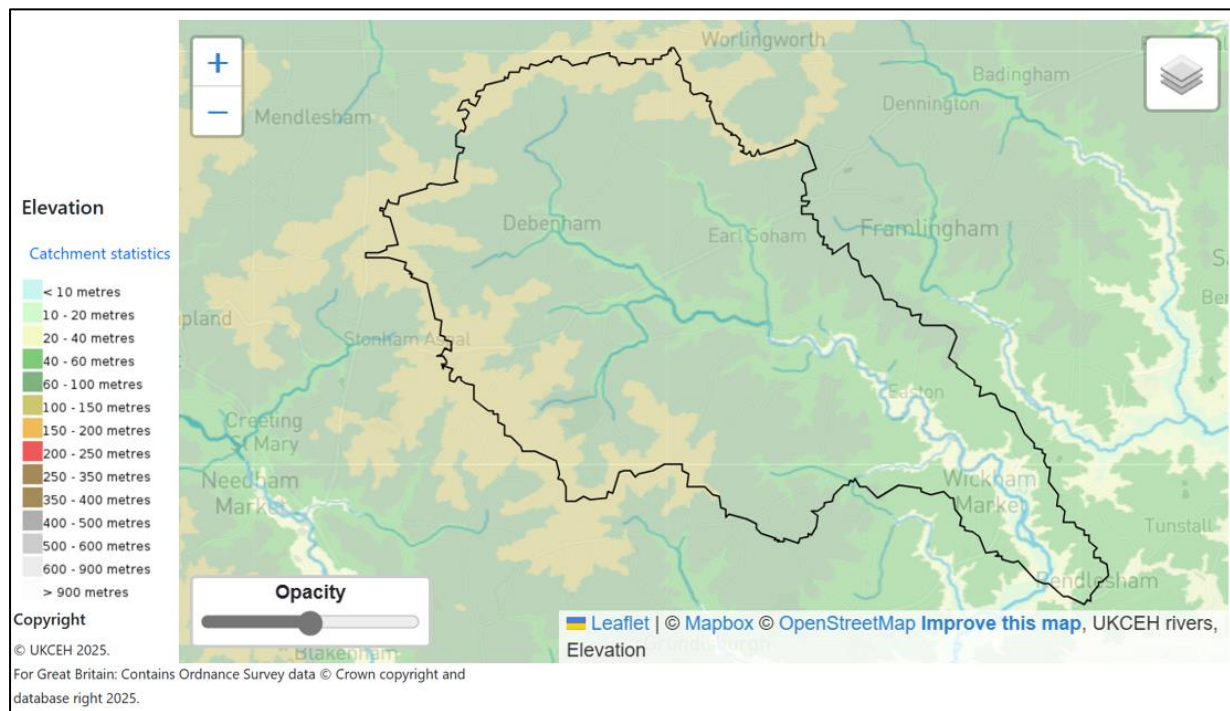 +
−
Worlingworth
Badingham
Mendlesham
Dennington
Elevation
Debenham
Framlingham
Earl Soham
Catchment statistics
< 10 metres
10 - 20 metres
upland
20 - 40 metres
Stonham Aspal
40 - 60 metres
60 - 100 metres
Easton
100 - 150 metres
Creeting
150 - 200 metres
St Mary
200 - 250 metres
Needham
Market
Wickham
Market
250 - 350 metres
350 - 400 metres
Tunstall
400 - 500 metres
500 - 600 metres
600 - 900 metres
Rendlesham
> 900 metres
Opacity
Copyright
Leaflet | © Mapbox © OpenStreetMap Improve this map, UKCEH rivers,
Elevation
© UKCEH 2025.
Blakenham
For Great Britain: Contains Ordnance Survey data © Crown copyright and
database right 2025.